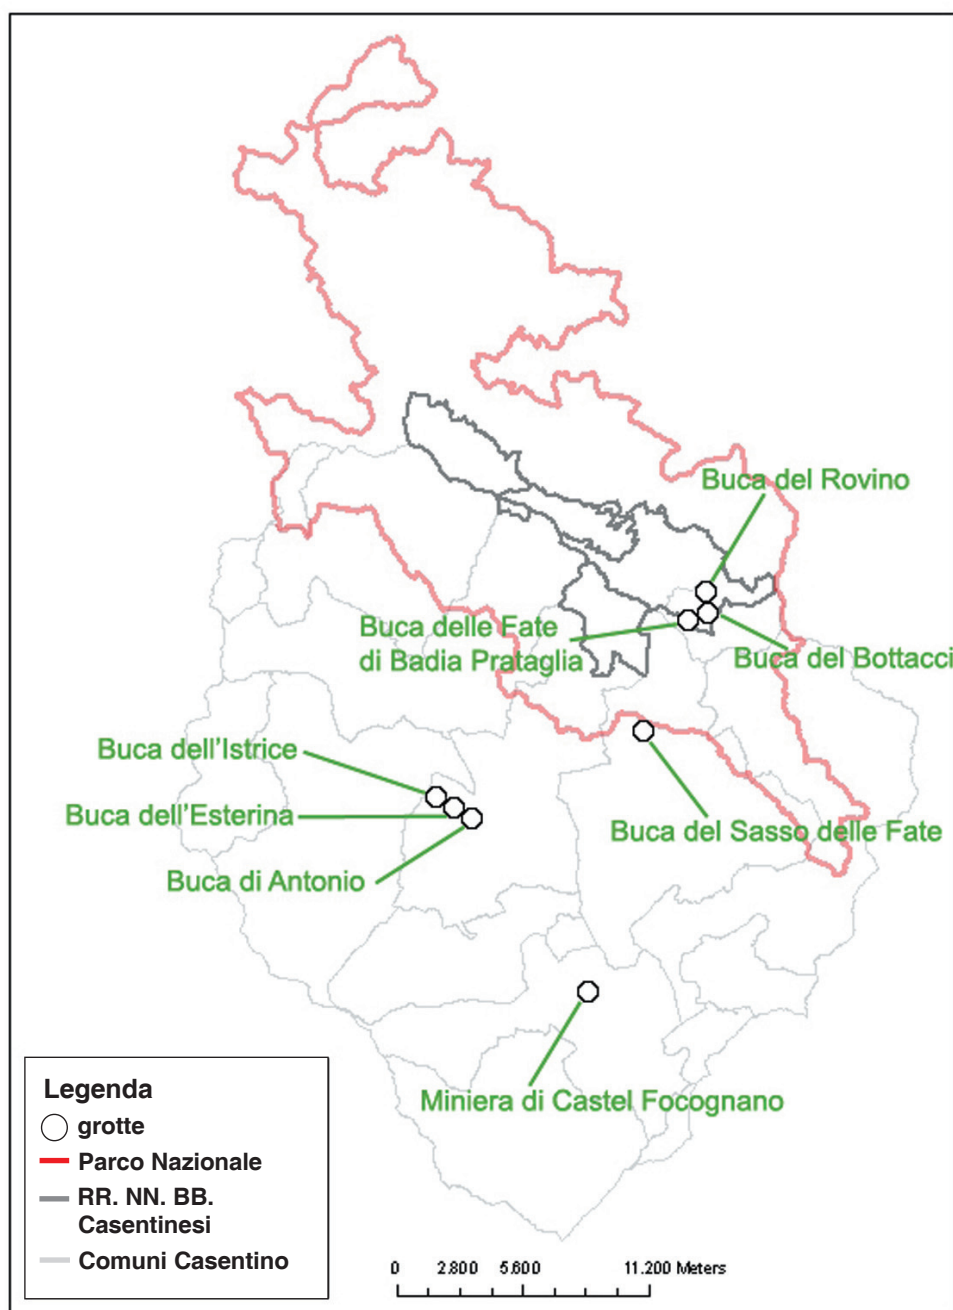 Buca del Rovino
Buca delle Fate
di Badia Prataglia
Buca del Bottacci
Buca dell'Istrice
Buca dell'Esterina
Buca del Sasso delle Fate
Buca di Antonio
Miniera di Castel Focognano
Legenda
grotte
Parco Nazionale
RR. NN. BB.
Casentinesi
Comuni Casentino
0 2.800 5.600 11.200 Meters